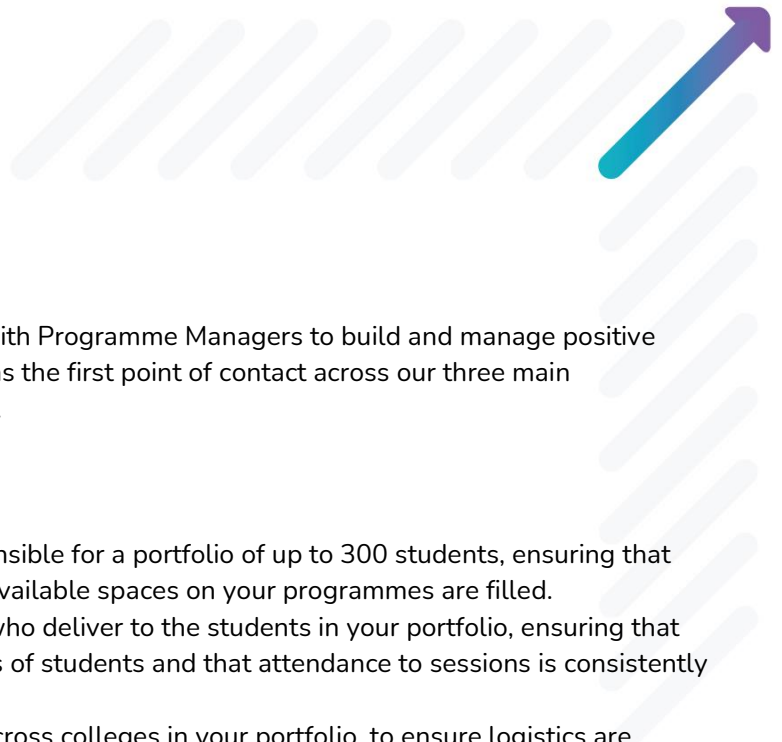 ith Programme Managers to build and manage positive
s the first point of contact across our three main
.
nsible for a portfolio of up to 300 students, ensuring that
vailable spaces on your programmes are filled.
who deliver to the students in your portfolio, ensuring that
s of students and that attendance to sessions is consistently
cross colleges in your portfolio, to ensure logistics are